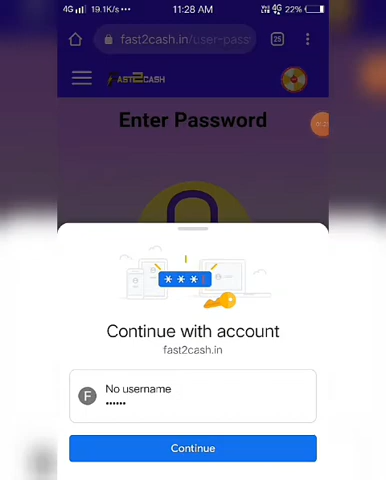 4G 19.1K/s 11:28 AM 4G 22%
fast2cash.in/user-pass
25
FAST2CASH
Enter Password
****
Continue with account
fast2cash.in
F
No username
••••••
Continue